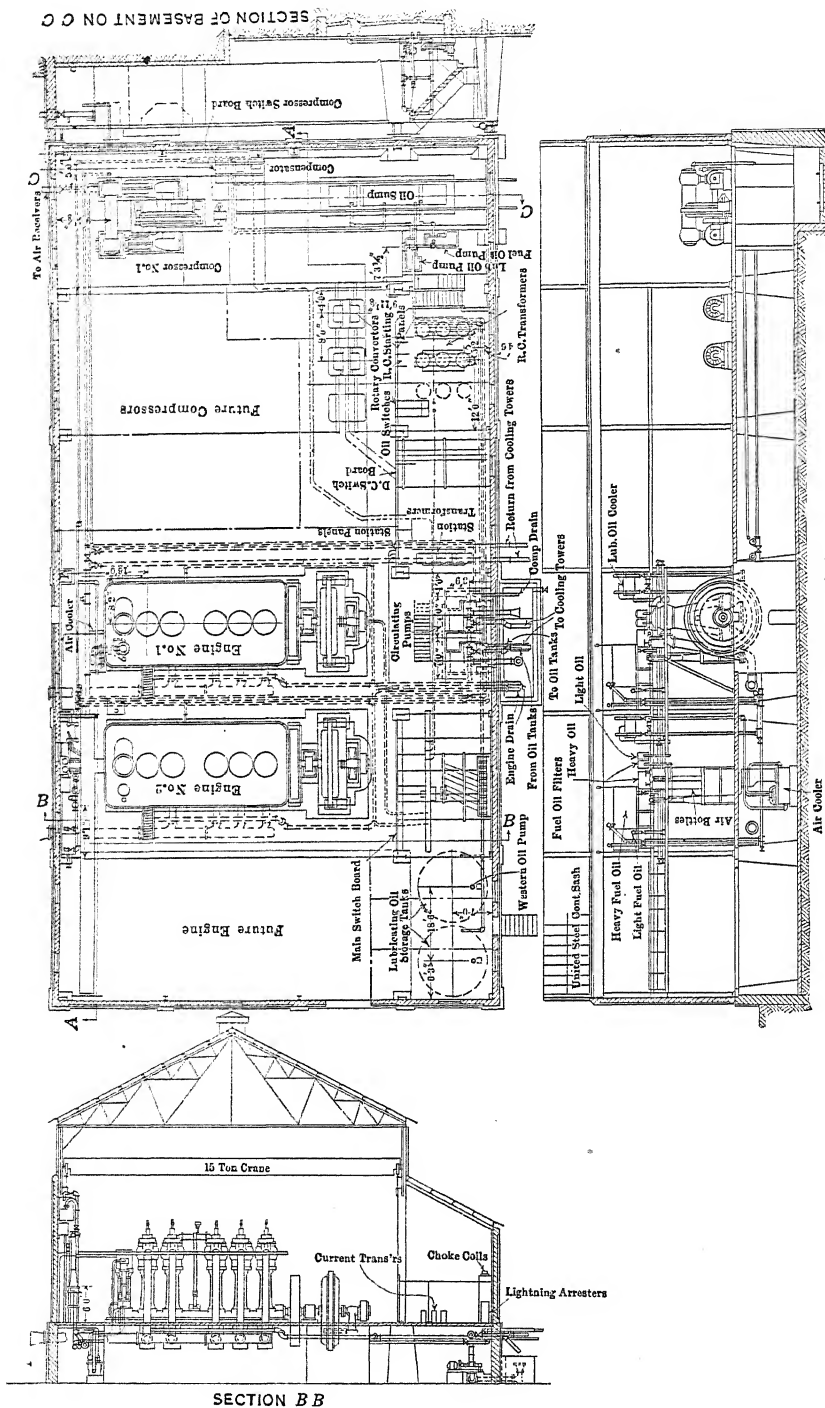 SECTION OF BASEMENT ON C C
Compressor Switch Board
A
C
To Air Receivers
Compensator
Oil Sump
C
Compressor No.1
Fuel Oil Pump
Lub. Oil Pump
Future Compressors
Rotary Convertors
R.C. Starting
Panels
R.C. Transformers
Oil Switches
D.C. Switch
Board
Station
Transformers
Station Panels
Return from Cooling Towers
Comp Drain
To Cooling Towers
Air Cooler
Engine No.1
Circulating
Pumps
To Oil Tanks
Engine Drain
From Oil Tanks
Engine No.2
B
B
Main Switch Board
Western Oil Pump
Lubricating Oil
Storage Tanks
18'6"
Future Engine
A
Lub. Oil Cooler
Light Oil
Heavy Oil
Fuel Oil Filters
Air Bottles
Air Cooler
Heavy Fuel Oil
Light Fuel Oil
United Steel Cont. Sash
15 Ton Crane
Current Trans'rs
Choke Coils
Lightning Arresters
6'0"
SECTION B B